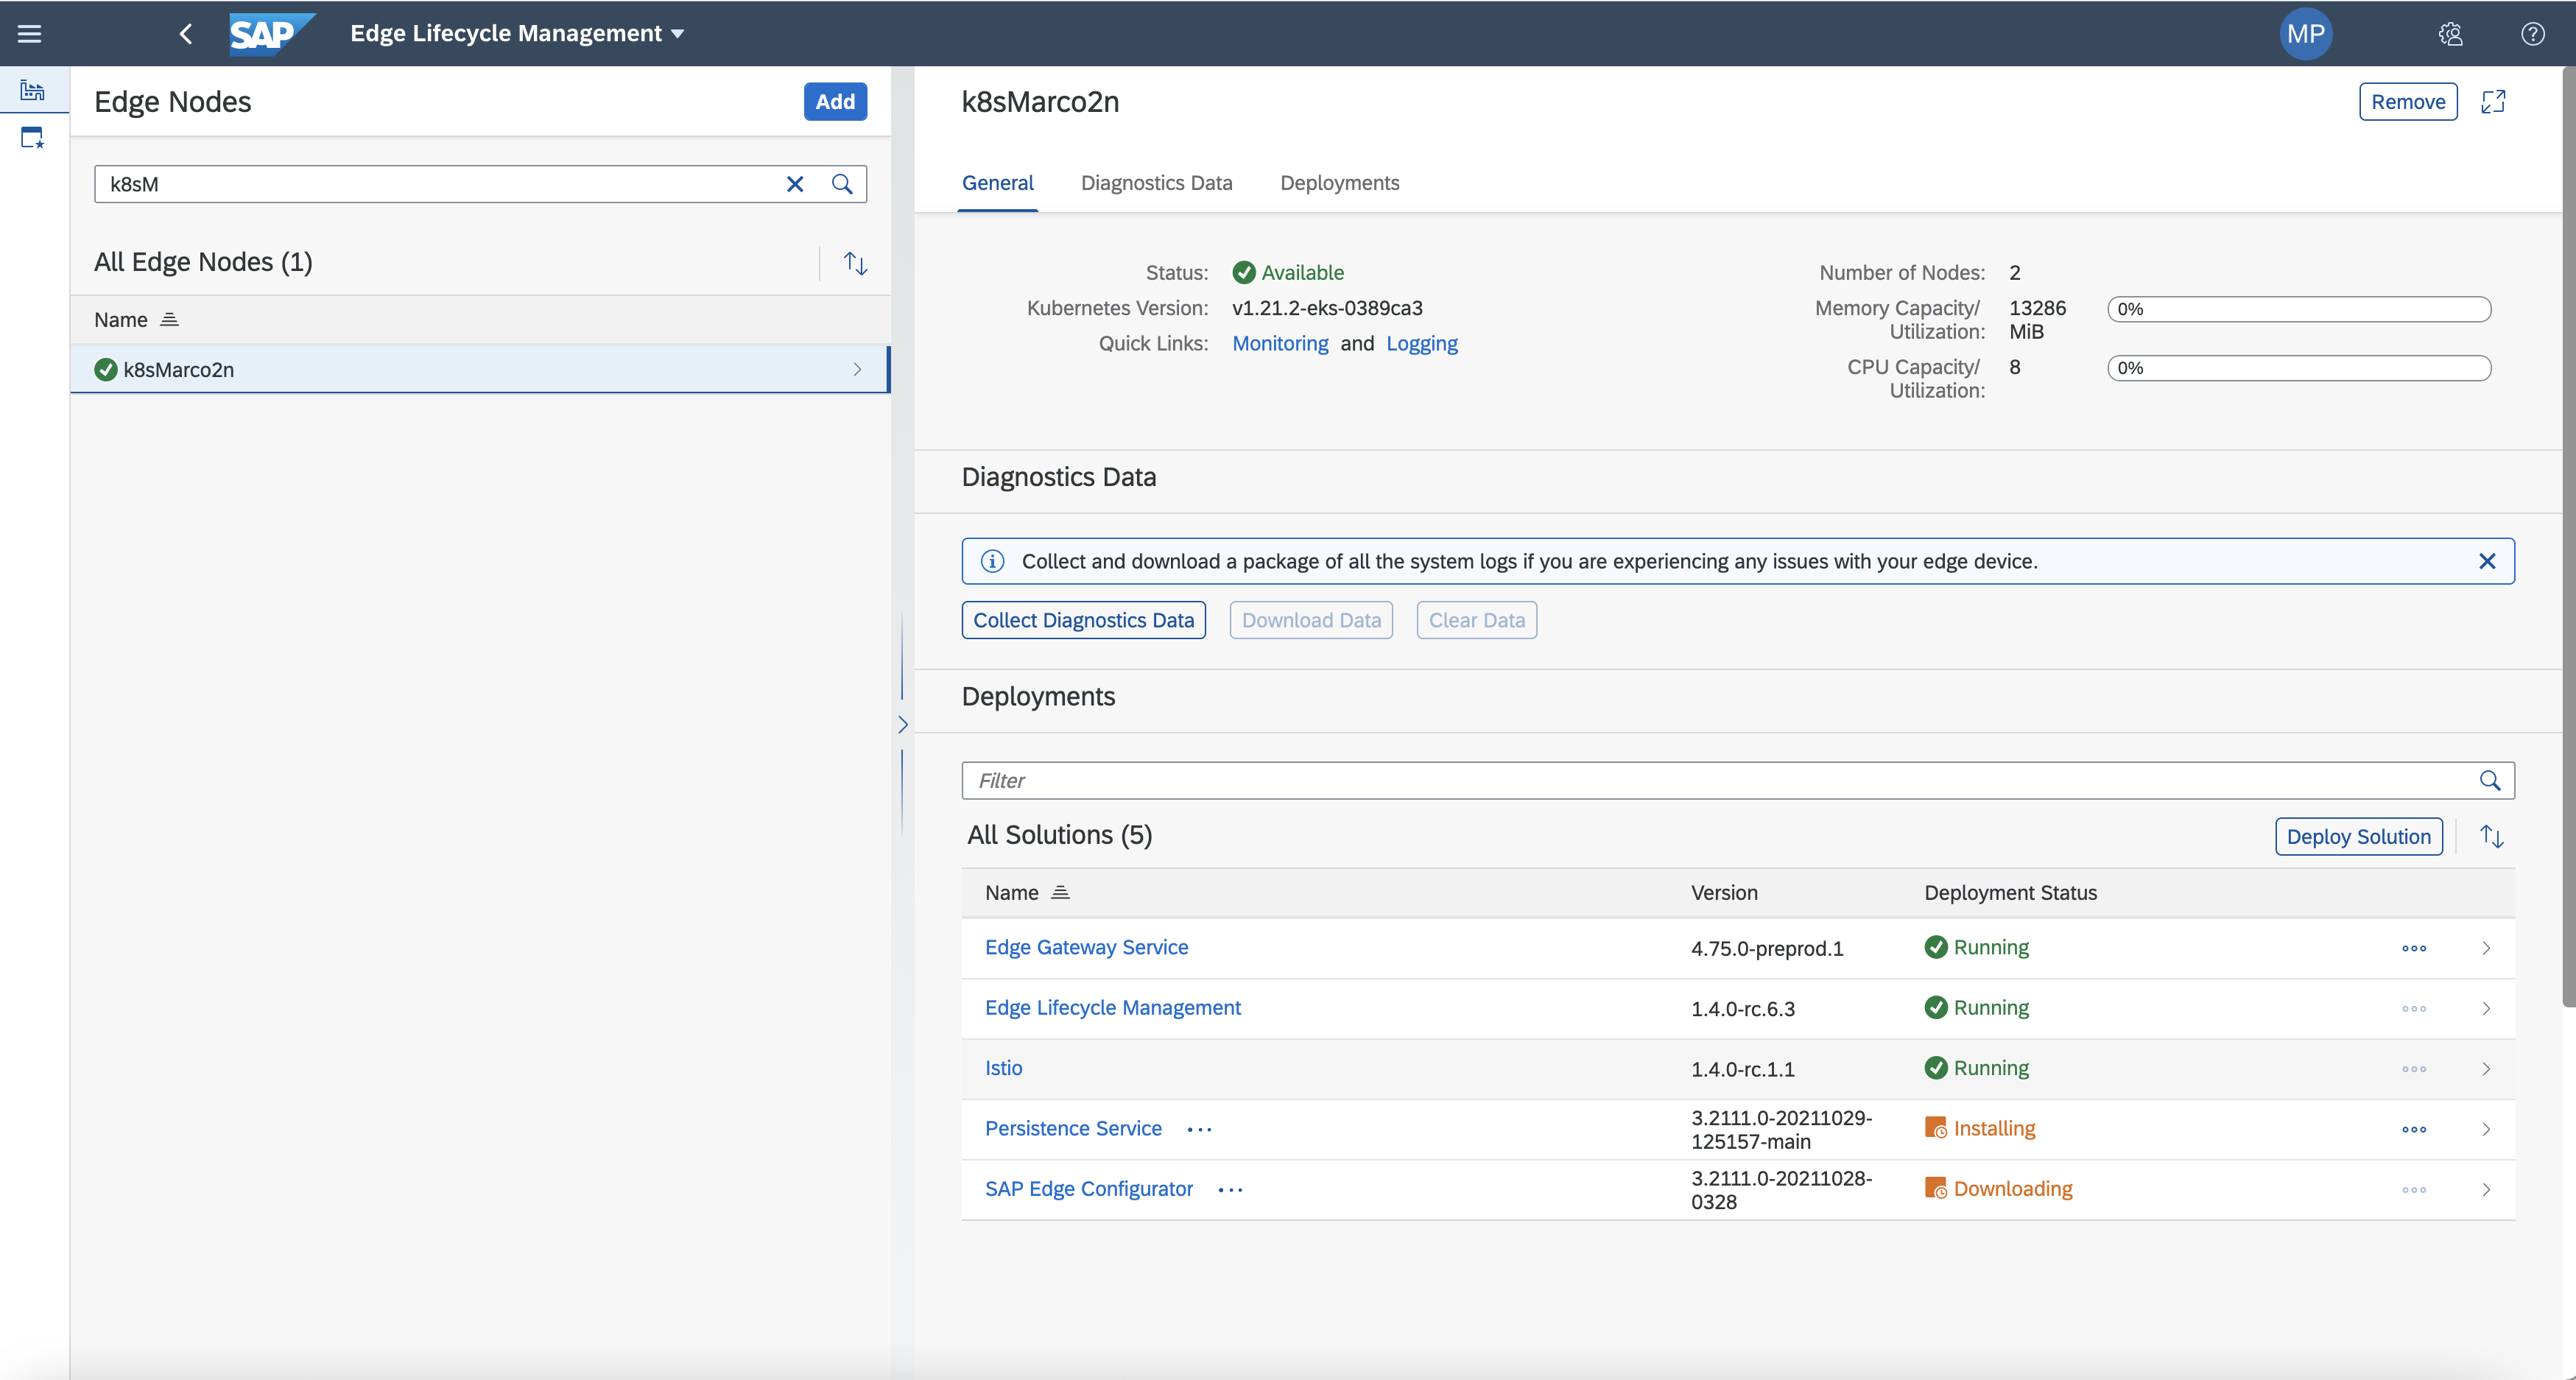 SAP
Edge Lifecycle Management
MP
Edge Nodes
Add
k8sM
All Edge Nodes (1)
Name
k8sMarco2n
k8sMarco2n
Remove
General
Diagnostics Data
Deployments
Status: Available
Kubernetes Version: v1.21.2-eks-0389ca3
Quick Links: Monitoring and Logging
Number of Nodes: 2
Memory Capacity/ 13286 0%
Utilization: MiB
CPU Capacity/ 8 0%
Utilization:
Diagnostics Data
Collect and download a package of all the system logs if you are experiencing any issues with your edge device.
Collect Diagnostics Data
Download Data
Clear Data
Deployments
Filter
All Solutions (5)
Deploy Solution
Name Version Deployment Status
Edge Gateway Service 4.75.0-preprod.1 Running
Edge Lifecycle Management 1.4.0-rc.6.3 Running
Istio 1.4.0-rc.1.1 Running
Persistence Service ... 3.2111.0-20211029- Installing
125157-main
SAP Edge Configurator ... 3.2111.0-20211028- Downloading
0328